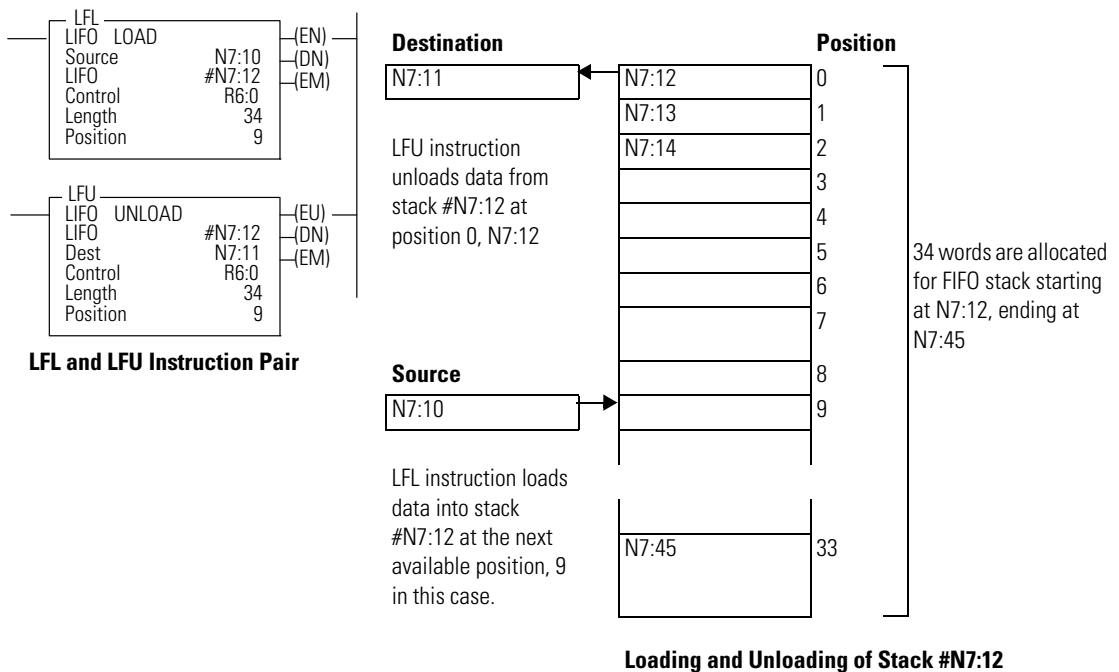 LFL
LIFO LOAD
Source N7:10
LIFO #N7:12
Control R6:0
Length 34
Position 9
(EN)
(DN)
(EM)
LFU
LIFO UNLOAD
LIFO #N7:12
Dest N7:11
Control R6:0
Length 34
Position 9
(EU)
(DN)
(EM)
LFL and LFU Instruction Pair
Destination
N7:11
LFU instruction
unloads data from
stack #N7:12 at
position 0, N7:12
Source
N7:10
LFL instruction loads
data into stack
#N7:12 at the next
available position, 9
in this case.
Position
N7:12 0
N7:13 1
N7:14 2
3
4
5
6
7
8
9
N7:45 33
34 words are allocated
for FIFO stack starting
at N7:12, ending at
N7:45
Loading and Unloading of Stack #N7:12